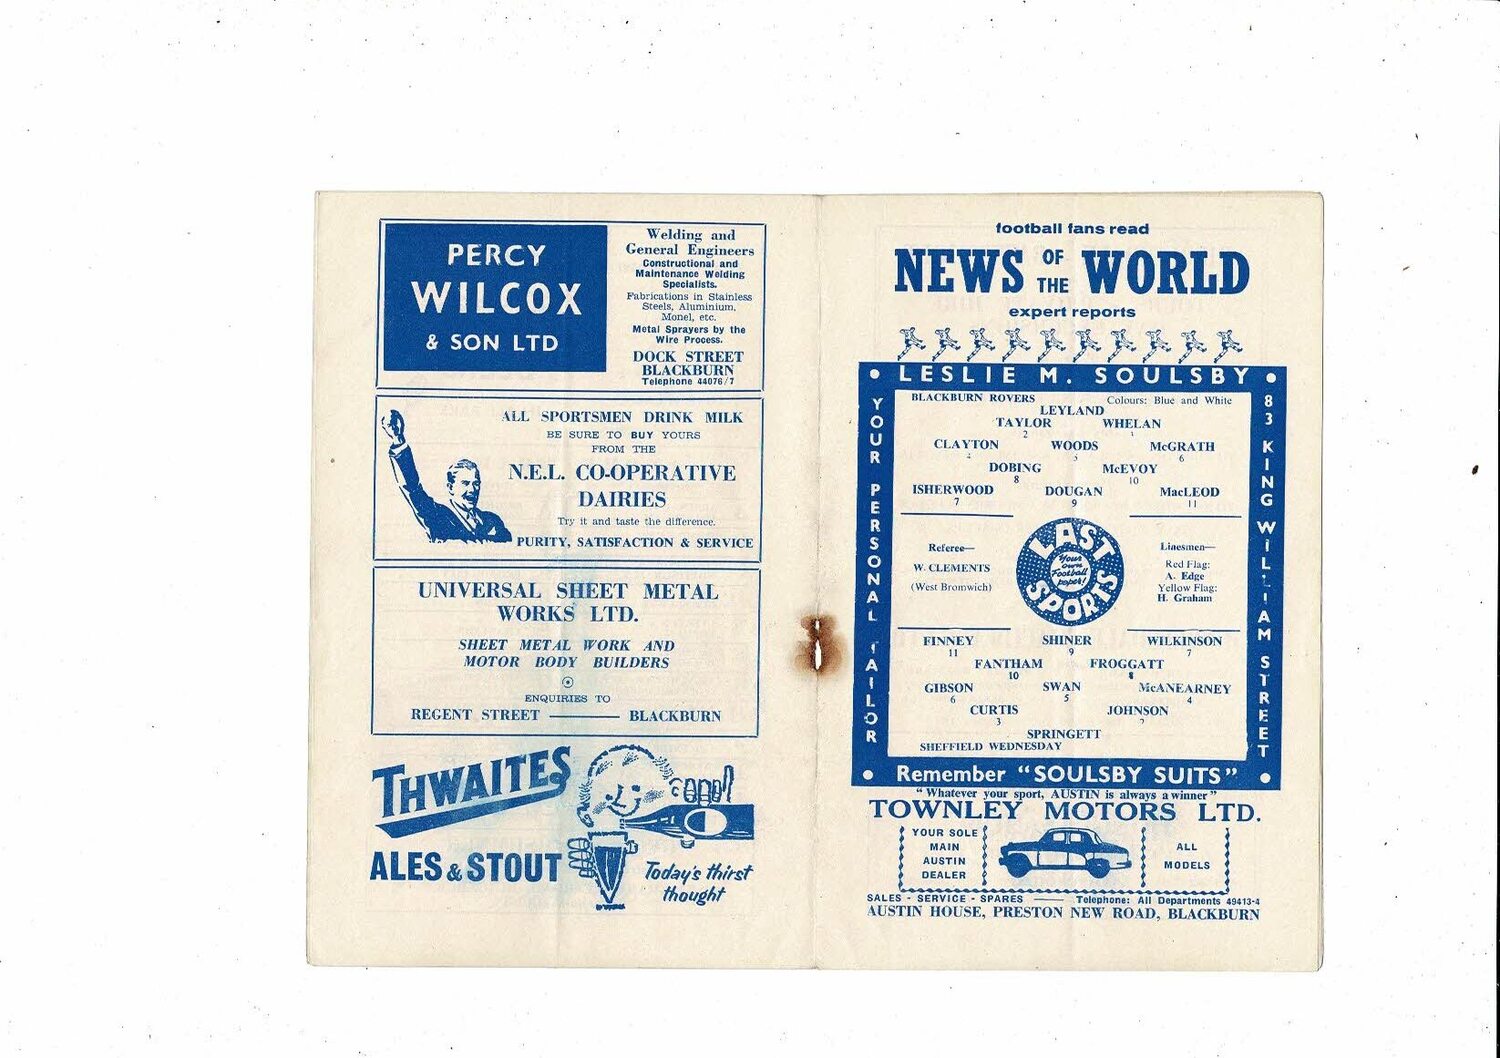 PERCY
WILCOX
& SON LTD
Welding and
General Engineers
Constructional and
Maintenance Welding
Specialists.
Fabrications in Stainless
Steels, Aluminium,
Monel, etc.
Metal Sprayers by the
Wire Process.
DOCK STREET
BLACKBURN
Telephone 44076/7
ALL SPORTSMEN DRINK MILK
BE SURE TO BUY YOURS
FROM THE
N.E.L. CO-OPERATIVE
DAIRIES
Try it and taste the difference.
PURITY, SATISFACTION & SERVICE
UNIVERSAL SHEET METAL
WORKS LTD.
SHEET METAL WORK AND
MOTOR BODY BUILDERS
ENQUIRIES TO
REGENT STREET ——— BLACKBURN
THWAITES
ALES & STOUT
Today's thirst
thought
football fans read
NEWS OF THE WORLD
expert reports
• LESLIE M. SOULSBY •
YOUR PERSONAL TAILOR
83 KING WILLIAM STREET
BLACKBURN ROVERS Colours: Blue and White
LEYLAND
TAYLOR WHELAN
2
CLAYTON WOODS McGRATH
4 5 6
DOBING McEVOY
8 10
ISHERWOOD DOUGAN MacLEOD
7 9 11
Referee—
W. CLEMENTS
(West Bromwich)
LAST
Your
own
Football
paper!
SPORTS
Linesmen—
Red Flag:
A. Edge
Yellow Flag:
H. Graham
FINNEY SHINER WILKINSON
11 9 7
FANTHAM FROGGATT
10 8
GIBSON SWAN McANEARNEY
6 5 4
CURTIS JOHNSON
3 2
SPRINGETT
SHEFFIELD WEDNESDAY
• Remember "SOULSBY SUITS" •
"Whatever your sport, AUSTIN is always a winner"
TOWNLEY MOTORS LTD.
YOUR SOLE
MAIN
AUSTIN
DEALER
ALL
MODELS
SALES - SERVICE - SPARES —— Telephone: All Departments 49413-4
AUSTIN HOUSE, PRESTON NEW ROAD, BLACKBURN